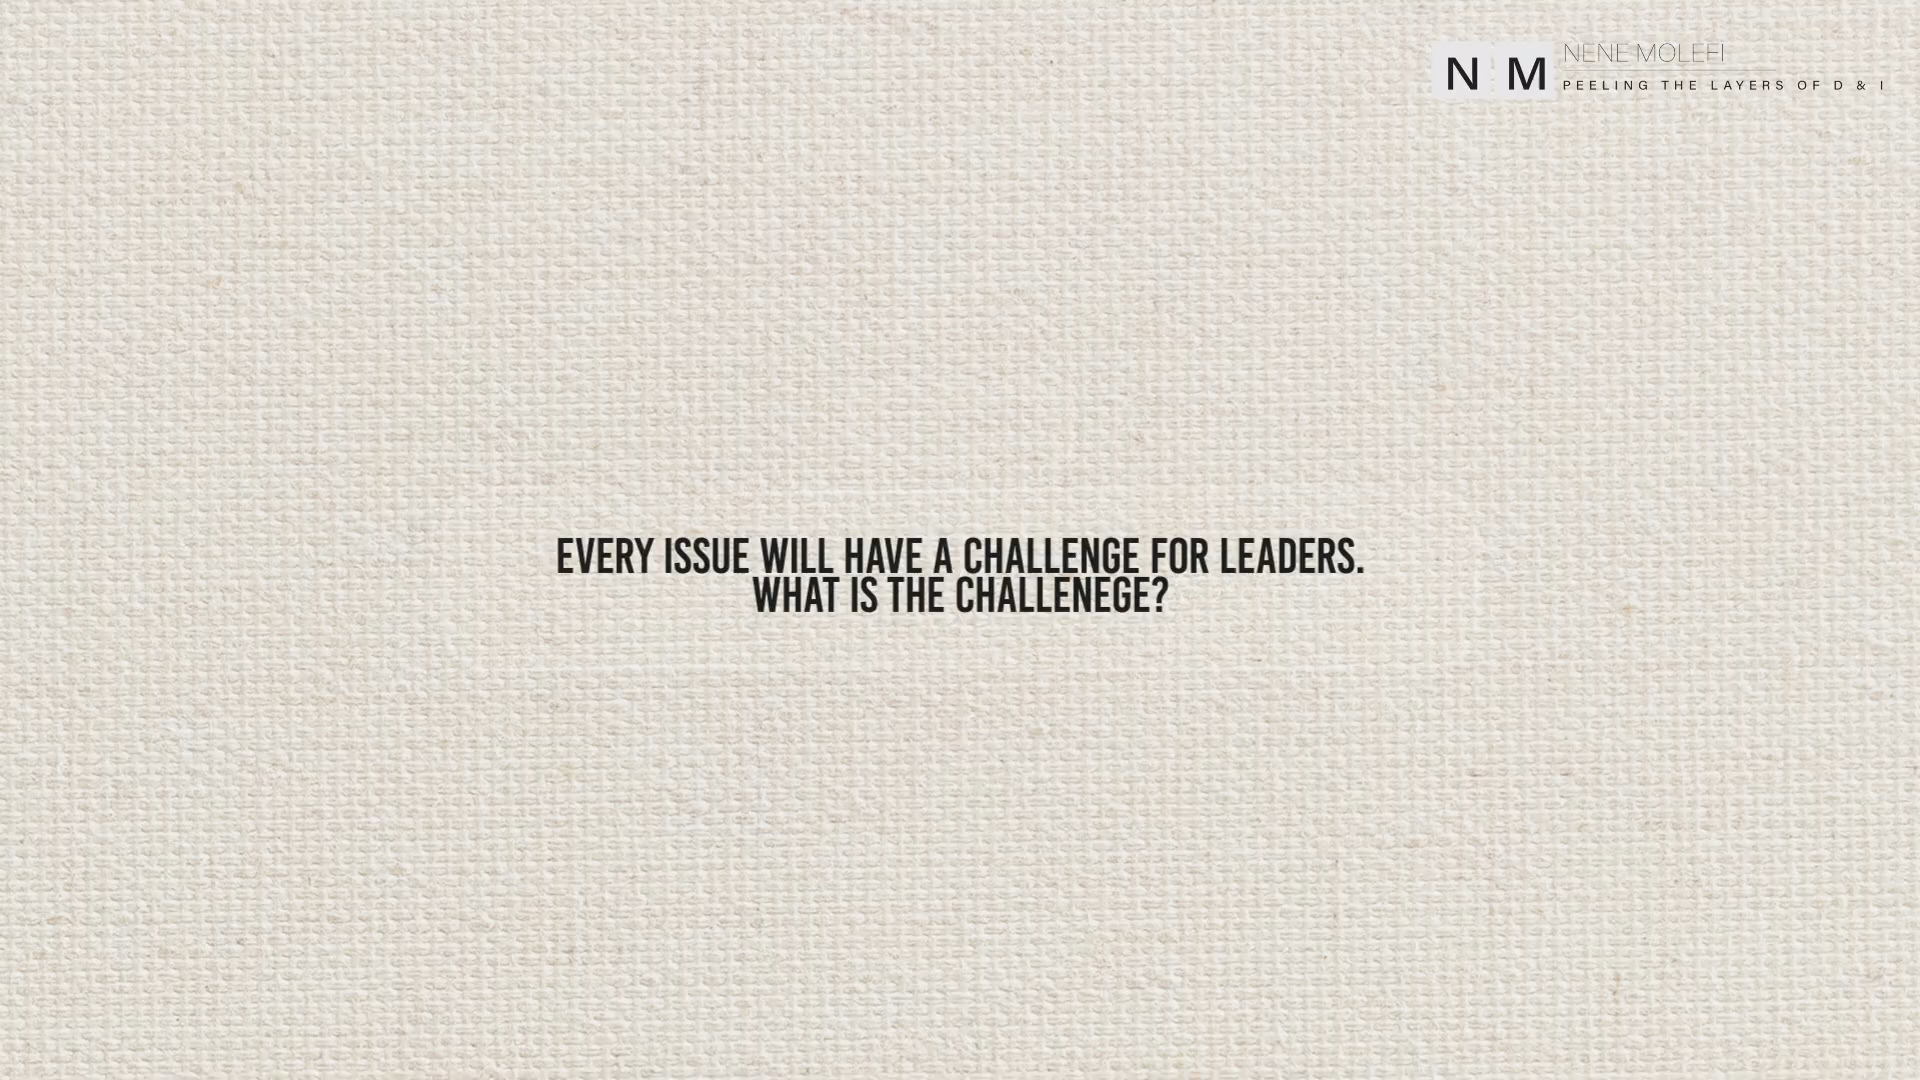 N M
NENE MOLEFI
PEELING THE LAYERS OF D & I
EVERY ISSUE WILL HAVE A CHALLENGE FOR LEADERS.
WHAT IS THE CHALLENEGE?